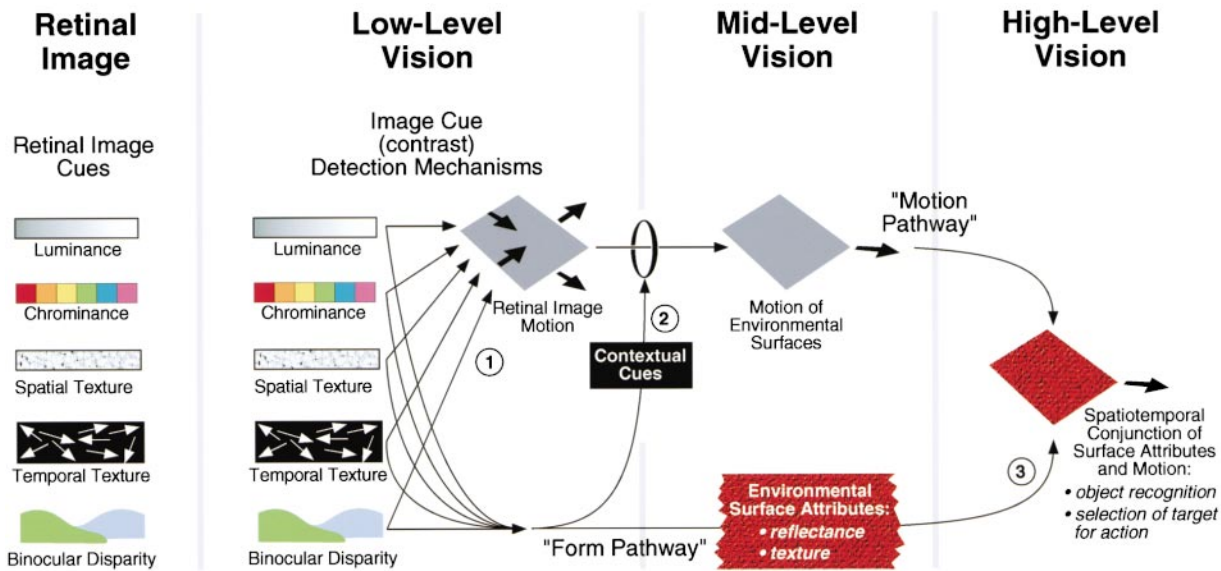 Retinal
Image
Low-Level
Vision
Mid-Level
Vision
High-Level
Vision
Retinal Image
Cues
Luminance
Chrominance
Spatial Texture
Temporal Texture
Binocular Disparity
Image Cue
(contrast)
Detection Mechanisms
Luminance
Chrominance
Spatial Texture
Temporal Texture
Binocular Disparity
Retinal Image
Motion
1
2
Contextual
Cues
"Form Pathway"
Motion of
Environmental
Surfaces
Environmental
Surface Attributes:
• reflectance
• texture
"Motion
Pathway"
3
Spatiotemporal
Conjunction of
Surface Attributes
and Motion:
• object recognition
• selection of target
for action